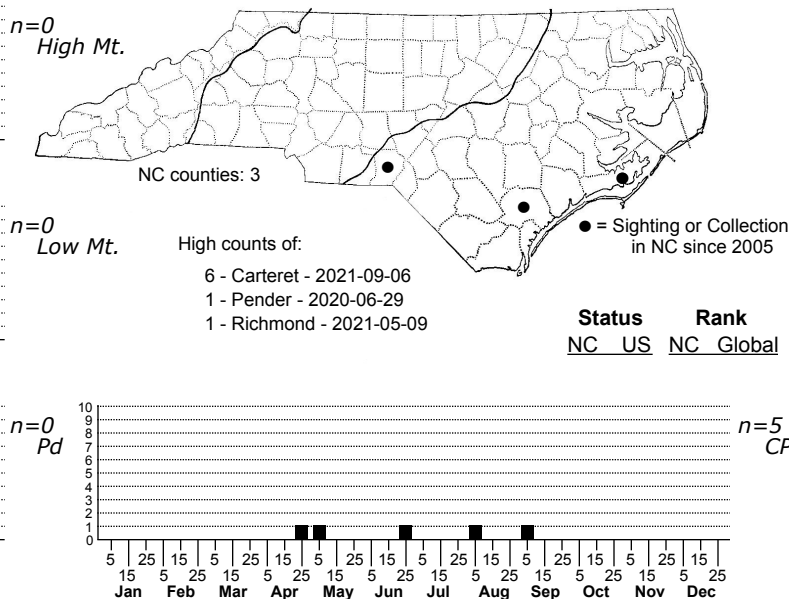 n=0
High Mt.
NC counties: 3
n=0
Low Mt.
High counts of:
6 - Carteret - 2021-09-06
1 - Pender - 2020-06-29
1 - Richmond - 2021-05-09
● = Sighting or Collection
in NC since 2005
Status Rank
NC US NC Global
n=0
Pd
n=5
CP
10
9
8
7
6
5
4
3
2
1
0
5 25 15 5 25 15 5 25 15 5 25 15 5 25 15 5 25 15
15 5 25 15 5 25 15 5 25 15 5 25 15 5 25 15 5 25
Jan Feb Mar Apr May Jun Jul Aug Sep Oct Nov Dec